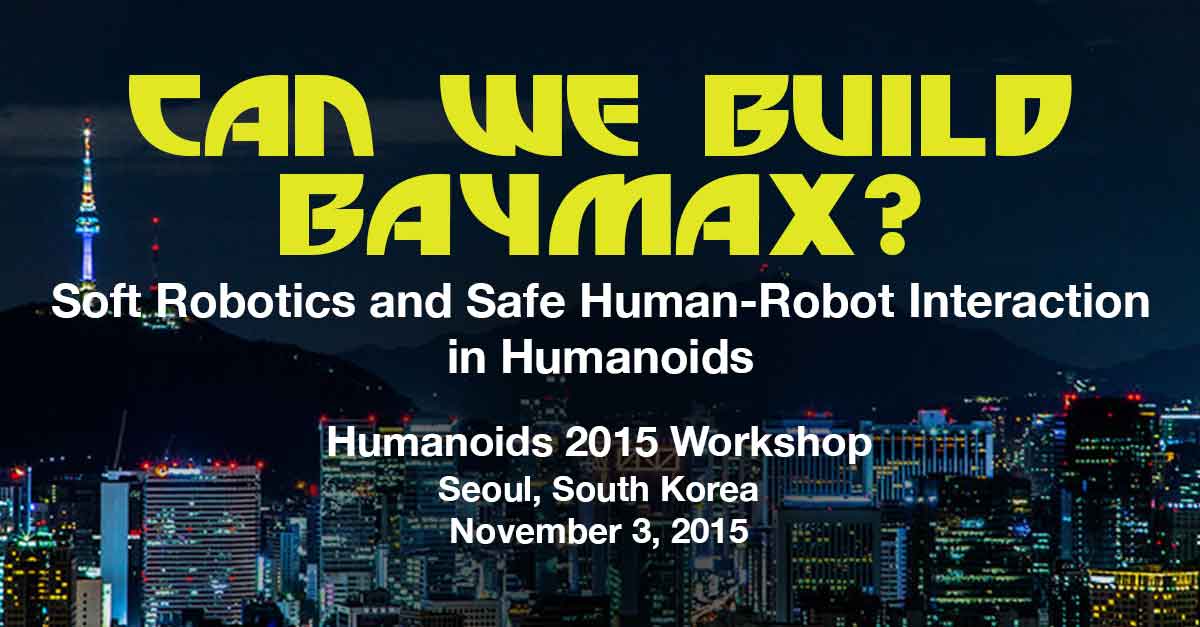 CAN WE BUILD
BAYMAX?
Soft Robotics and Safe Human-Robot Interaction
in Humanoids
Humanoids 2015 Workshop
Seoul, South Korea
November 3, 2015